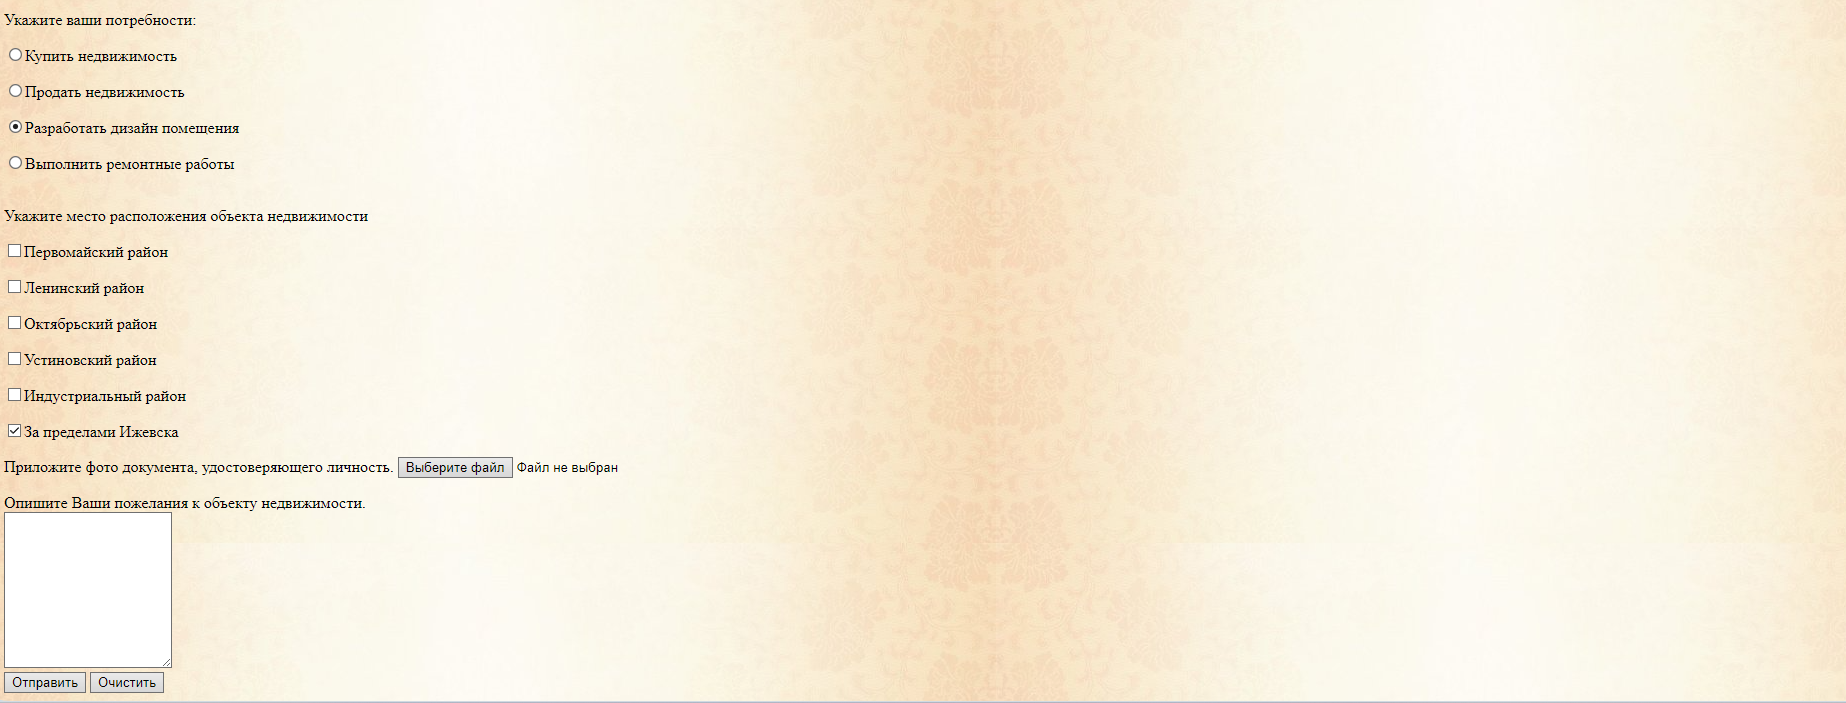 Укажите ваши потребности:
Купить недвижимость
Продать недвижимость
Разработать дизайн помещения
Выполнить ремонтные работы
Укажите место расположения объекта недвижимости
Первомайский район
Ленинский район
Октябрьский район
Устиновский район
Индустриальный район
За пределами Ижевска
Приложите фото документа, удостоверяющего личность. Выберите файл Файл не выбран
Опишите Ваши пожелания к объекту недвижимости.
Отправить Очистить